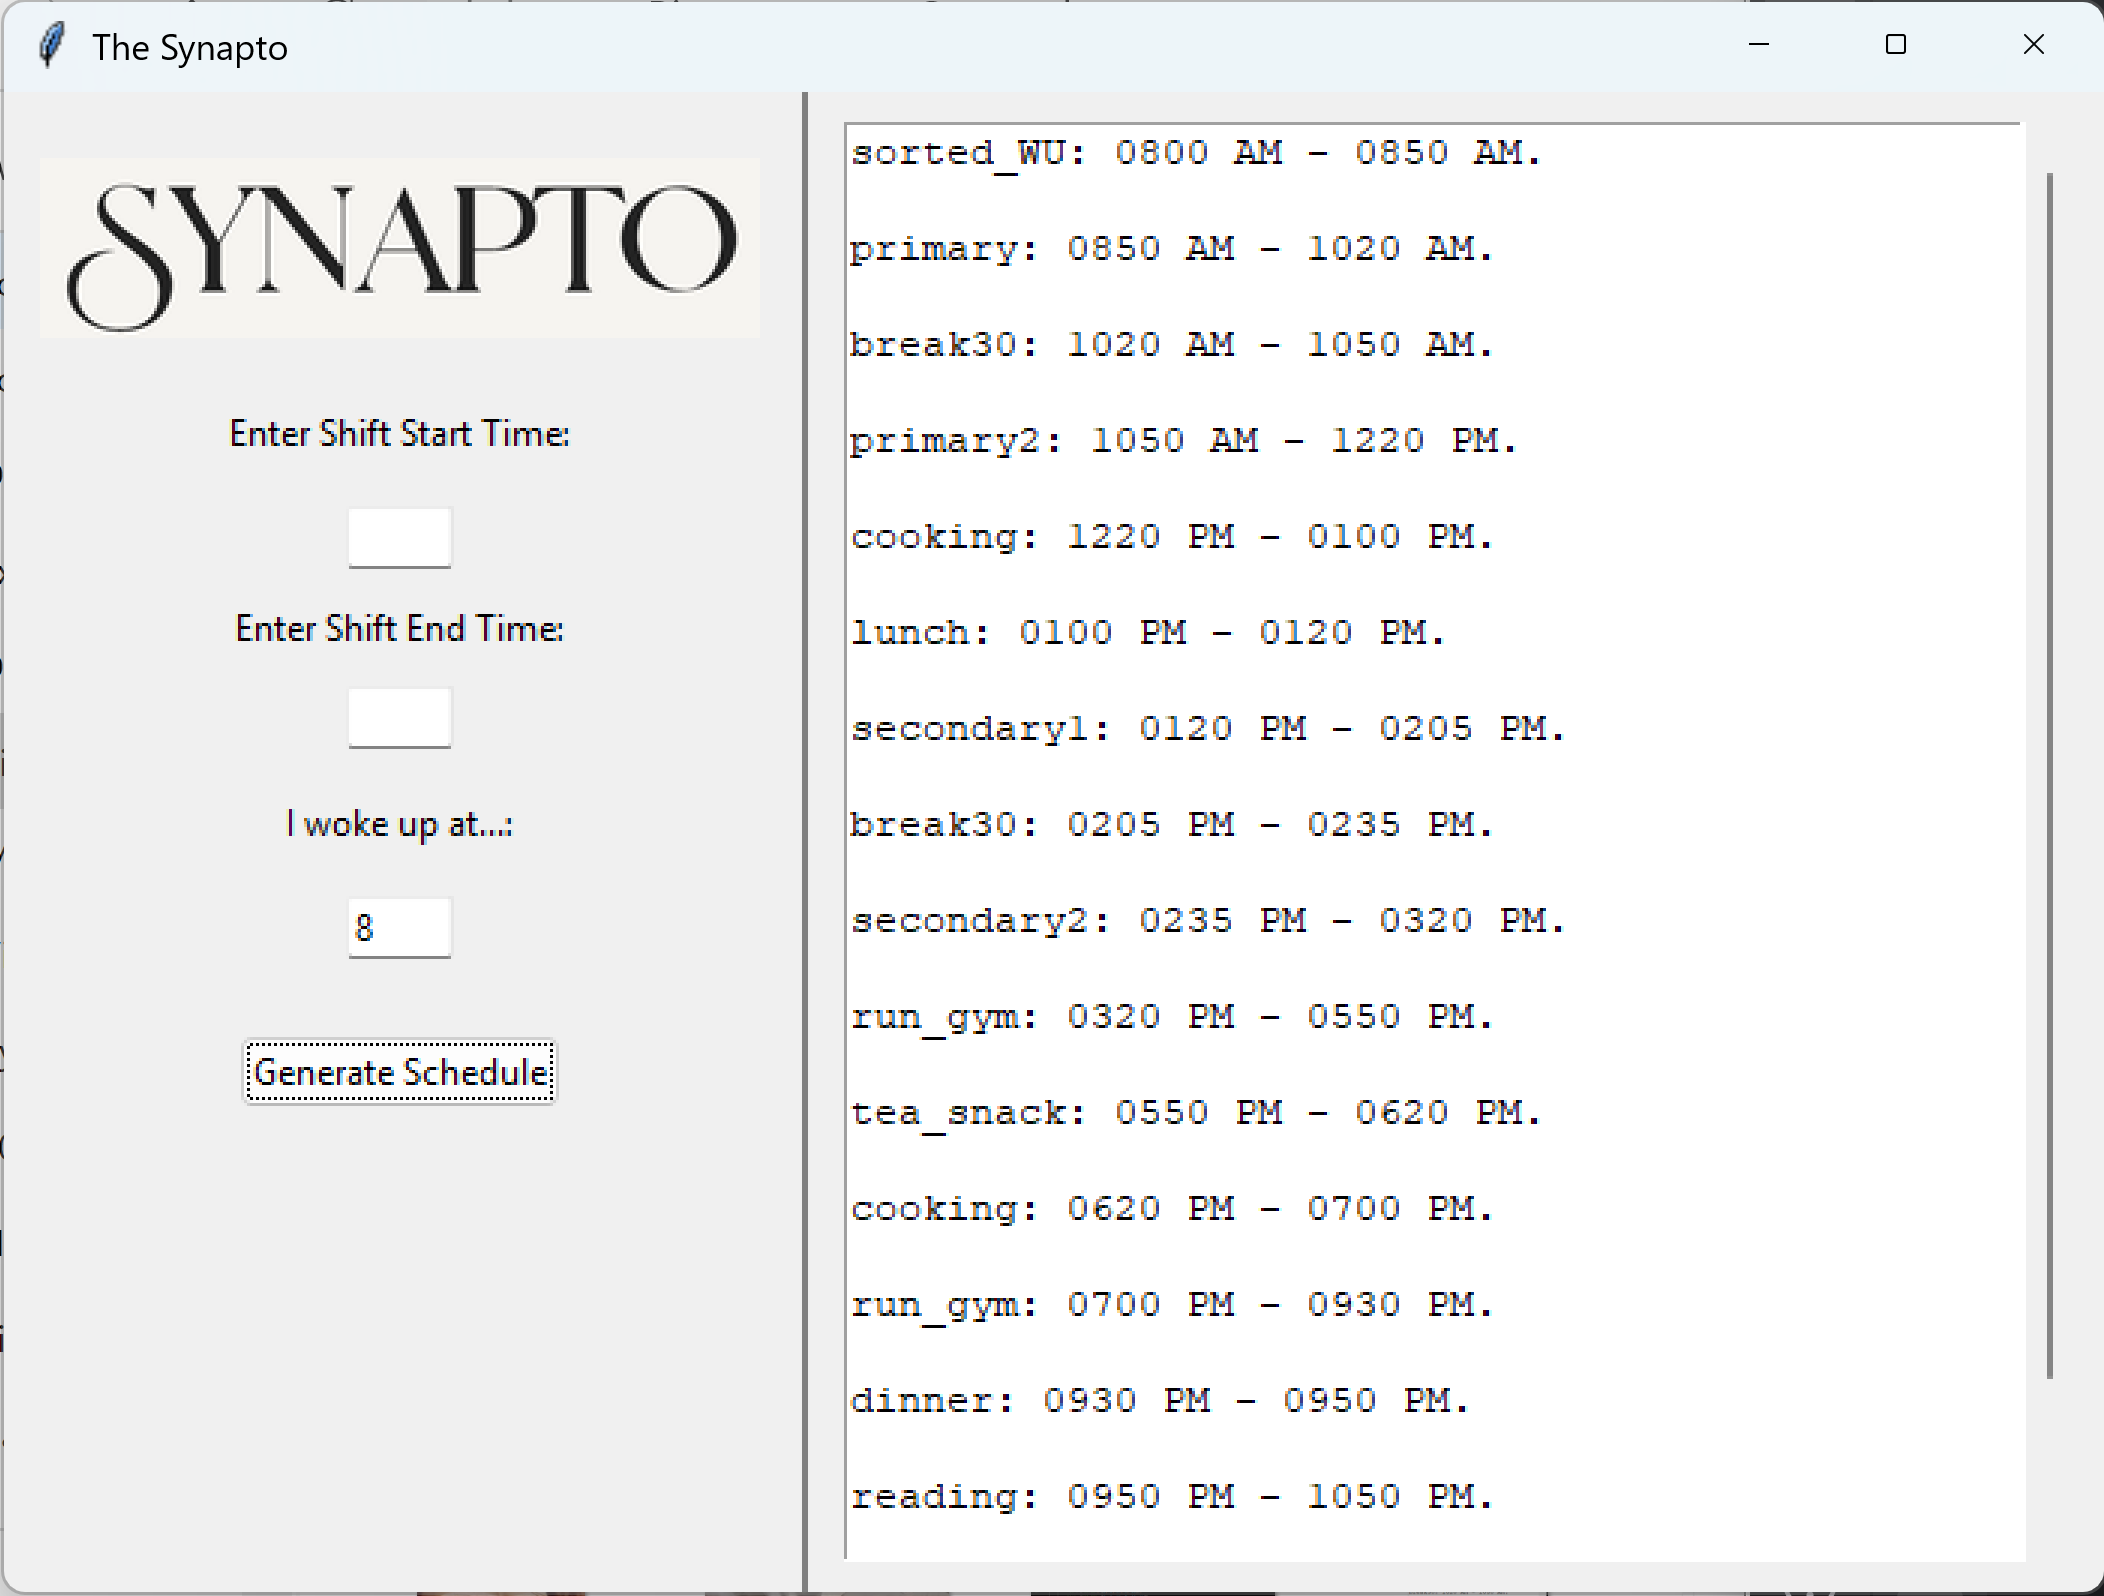 The Synapto
SYNAPTO
Enter Shift Start Time:
Enter Shift End Time:
I woke up at...:
8
Generate Schedule
sorted_WU: 0800 AM - 0850 AM.
primary: 0850 AM - 1020 AM.
break30: 1020 AM - 1050 AM.
primary2: 1050 AM - 1220 PM.
cooking: 1220 PM - 0100 PM.
lunch: 0100 PM - 0120 PM.
secondary1: 0120 PM - 0205 PM.
break30: 0205 PM - 0235 PM.
secondary2: 0235 PM - 0320 PM.
run_gym: 0320 PM - 0550 PM.
tea_snack: 0550 PM - 0620 PM.
cooking: 0620 PM - 0700 PM.
run_gym: 0700 PM - 0930 PM.
dinner: 0930 PM - 0950 PM.
reading: 0950 PM - 1050 PM.